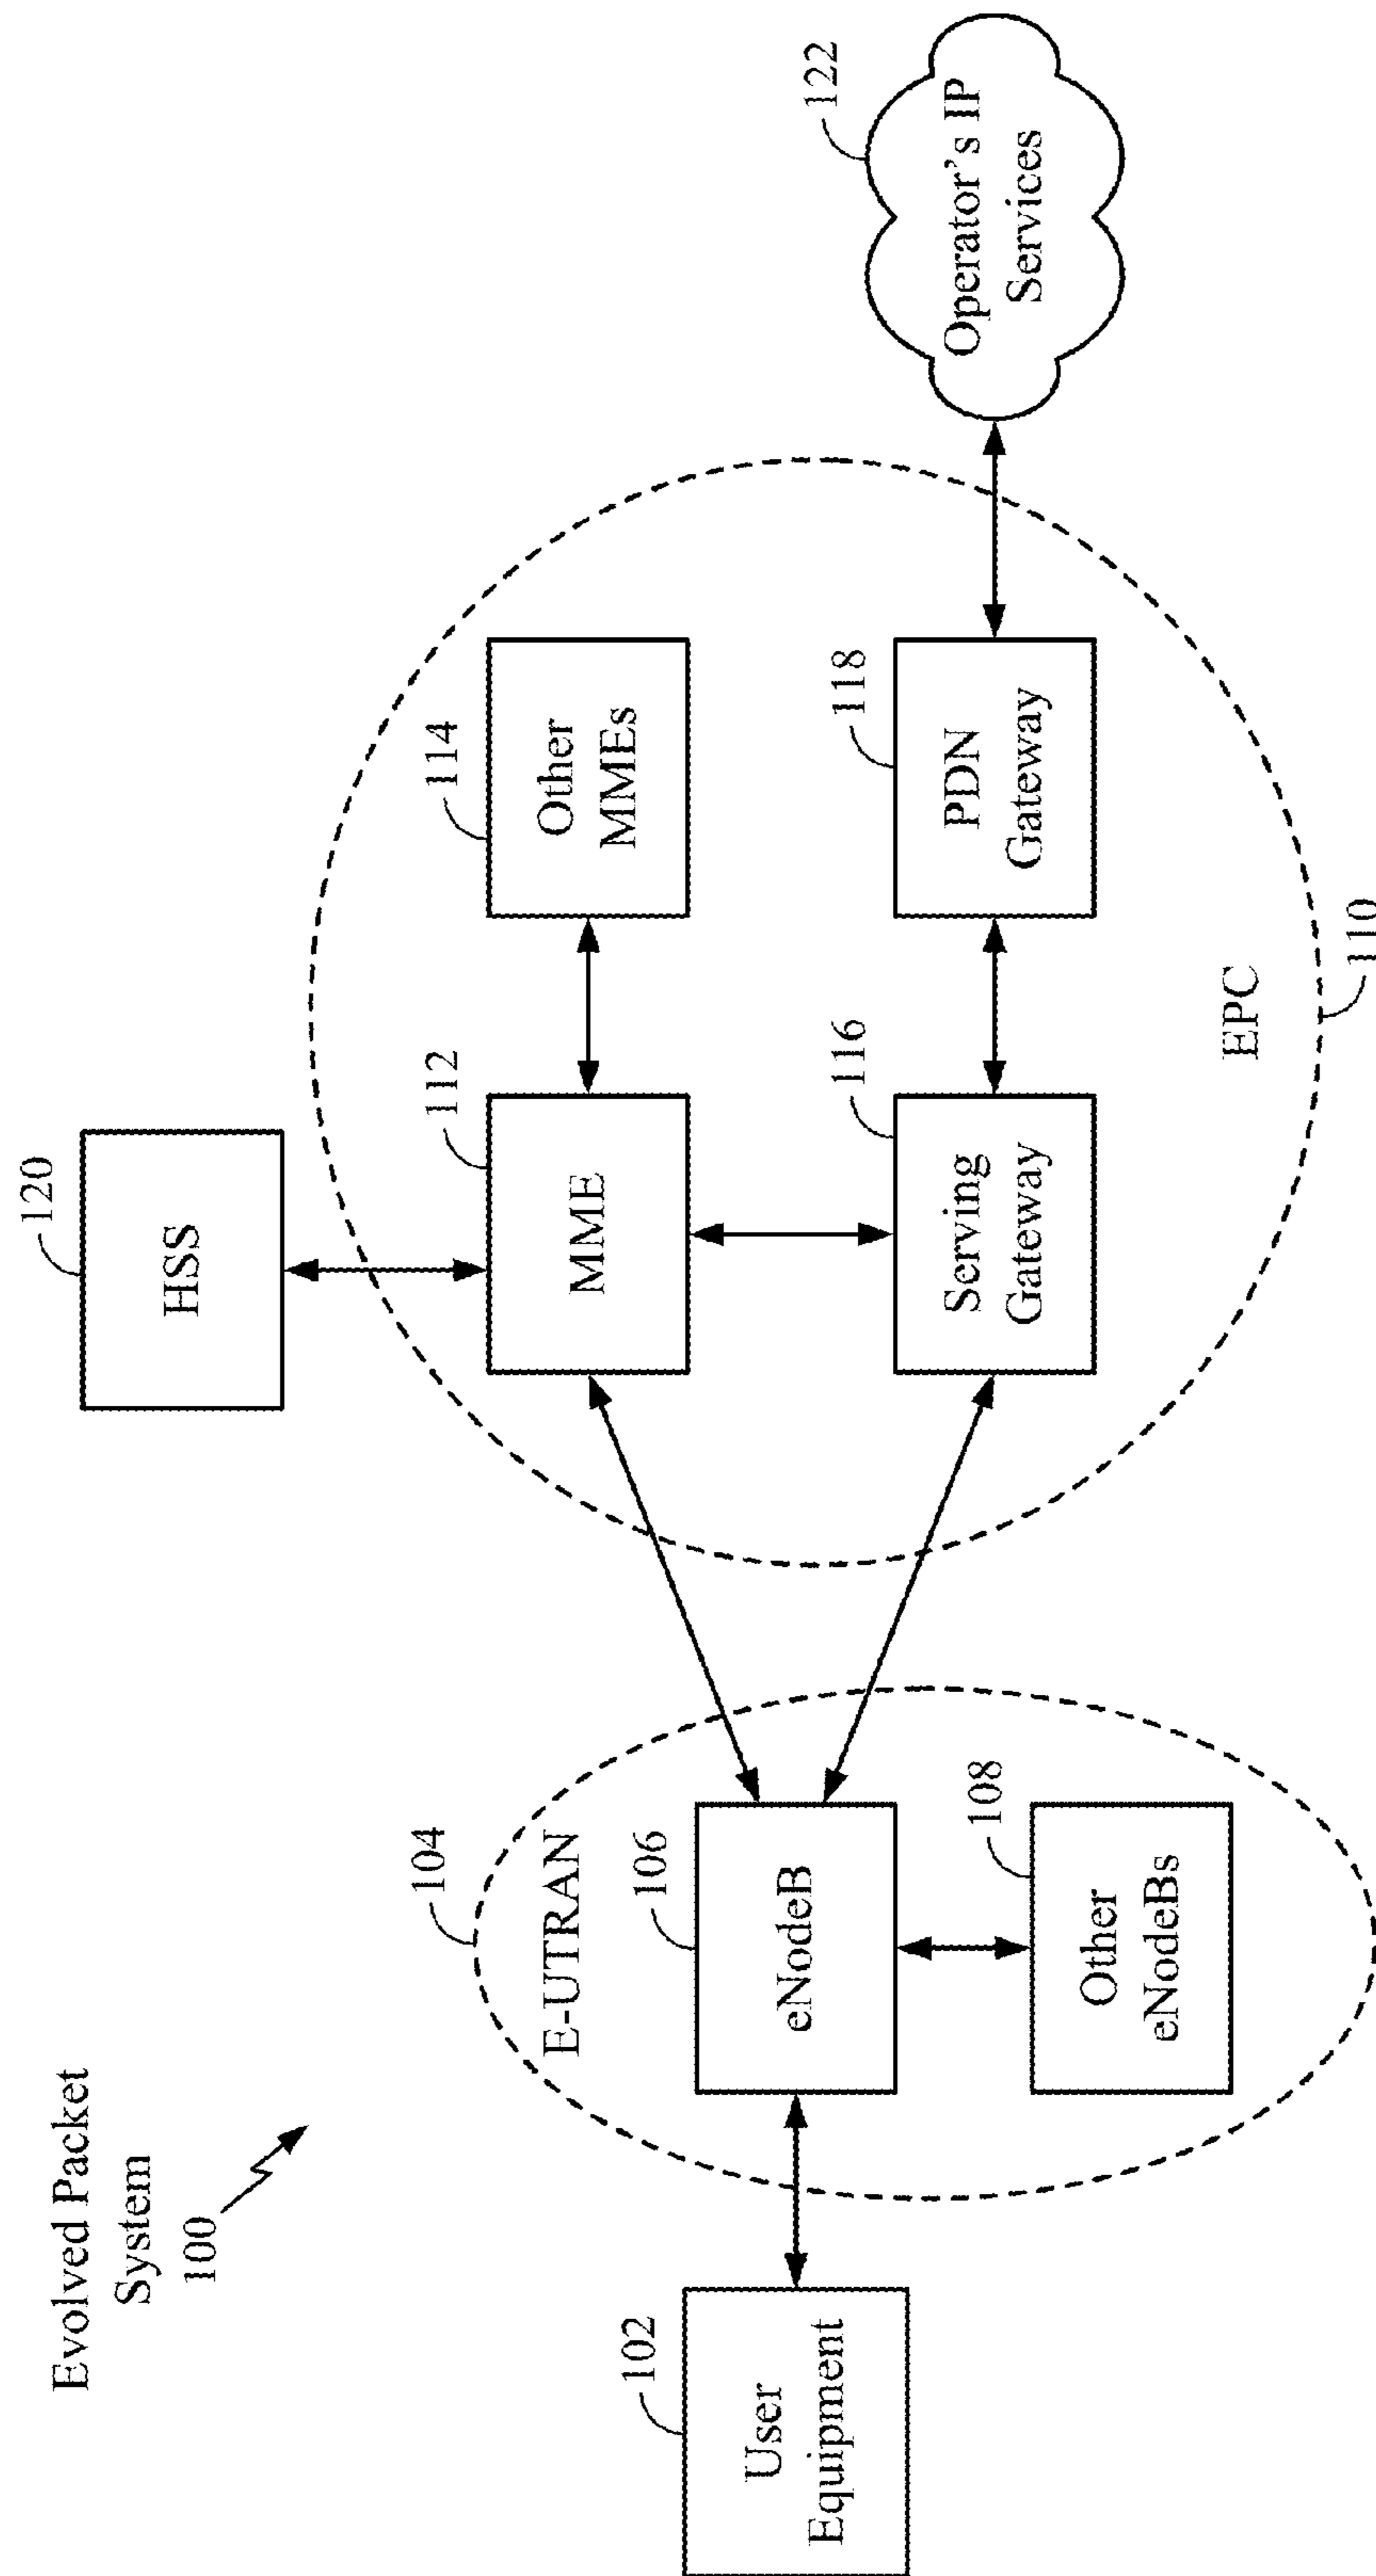 Evolved Packet
System
100
102
User
Equipment
104
E-UTRAN
106
eNodeB
108
Other
eNodeBs
120
HSS
112
MME
114
Other
MMEs
116
Serving
Gateway
118
PDN
Gateway
EPC
110
122
Operator's IP
Services